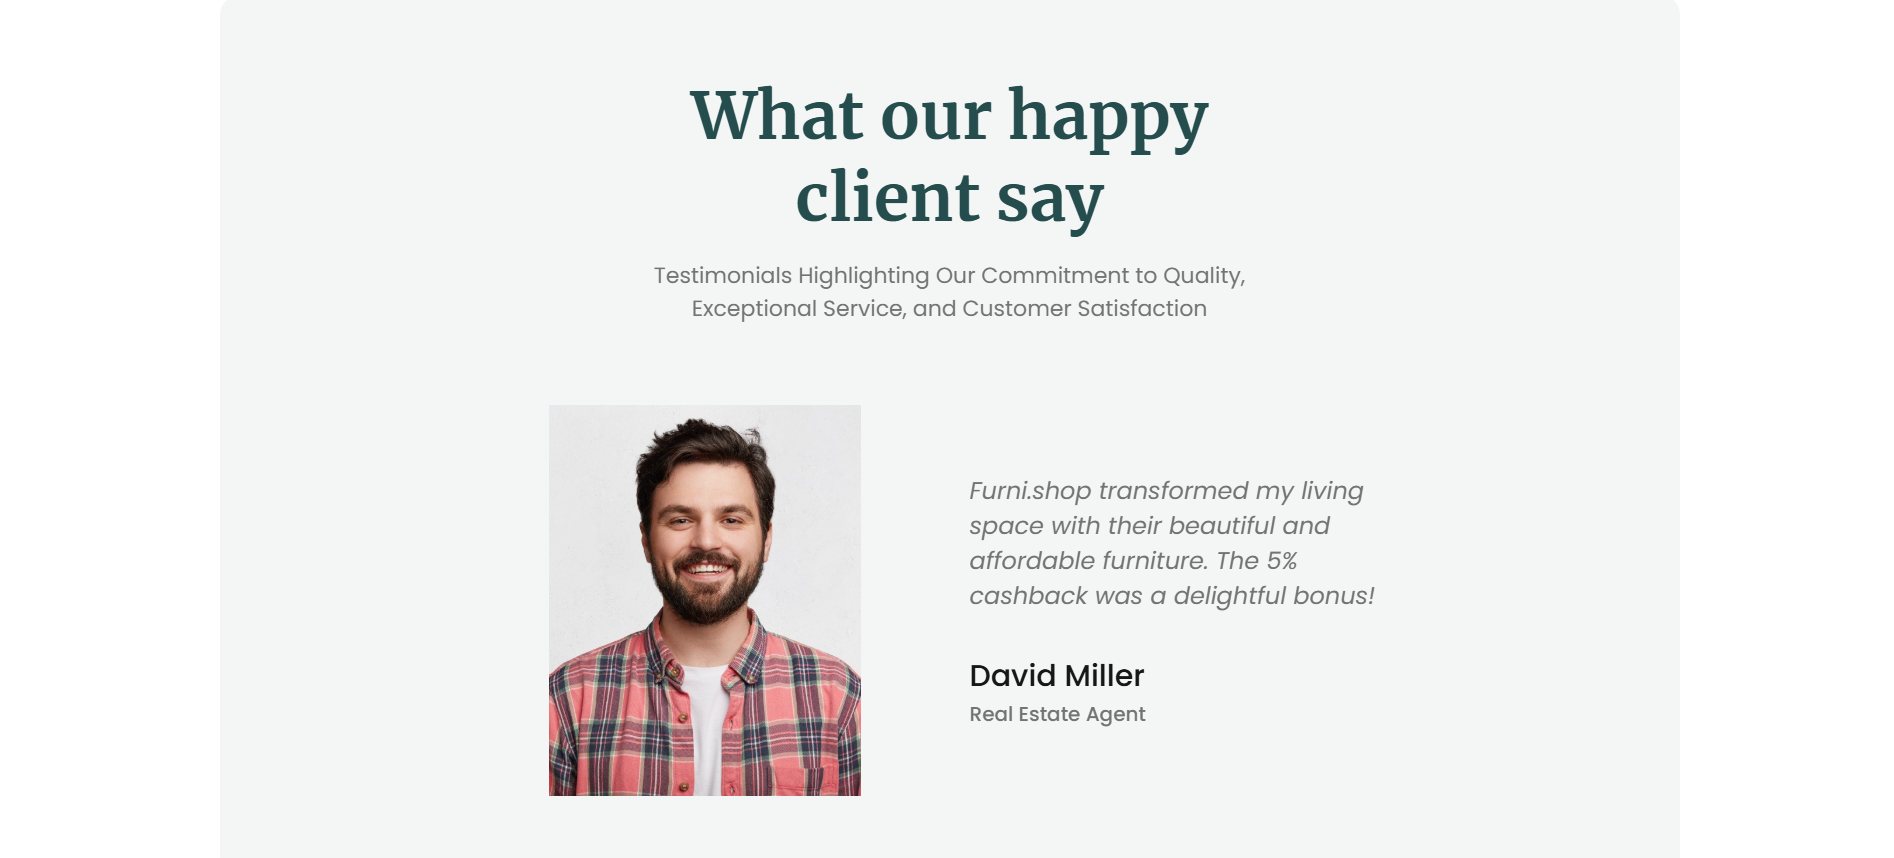 What our happy
client say
Testimonials Highlighting Our Commitment to Quality,
Exceptional Service, and Customer Satisfaction
Furni.shop transformed my living
space with their beautiful and
affordable furniture. The 5%
cashback was a delightful bonus!
David Miller
Real Estate Agent